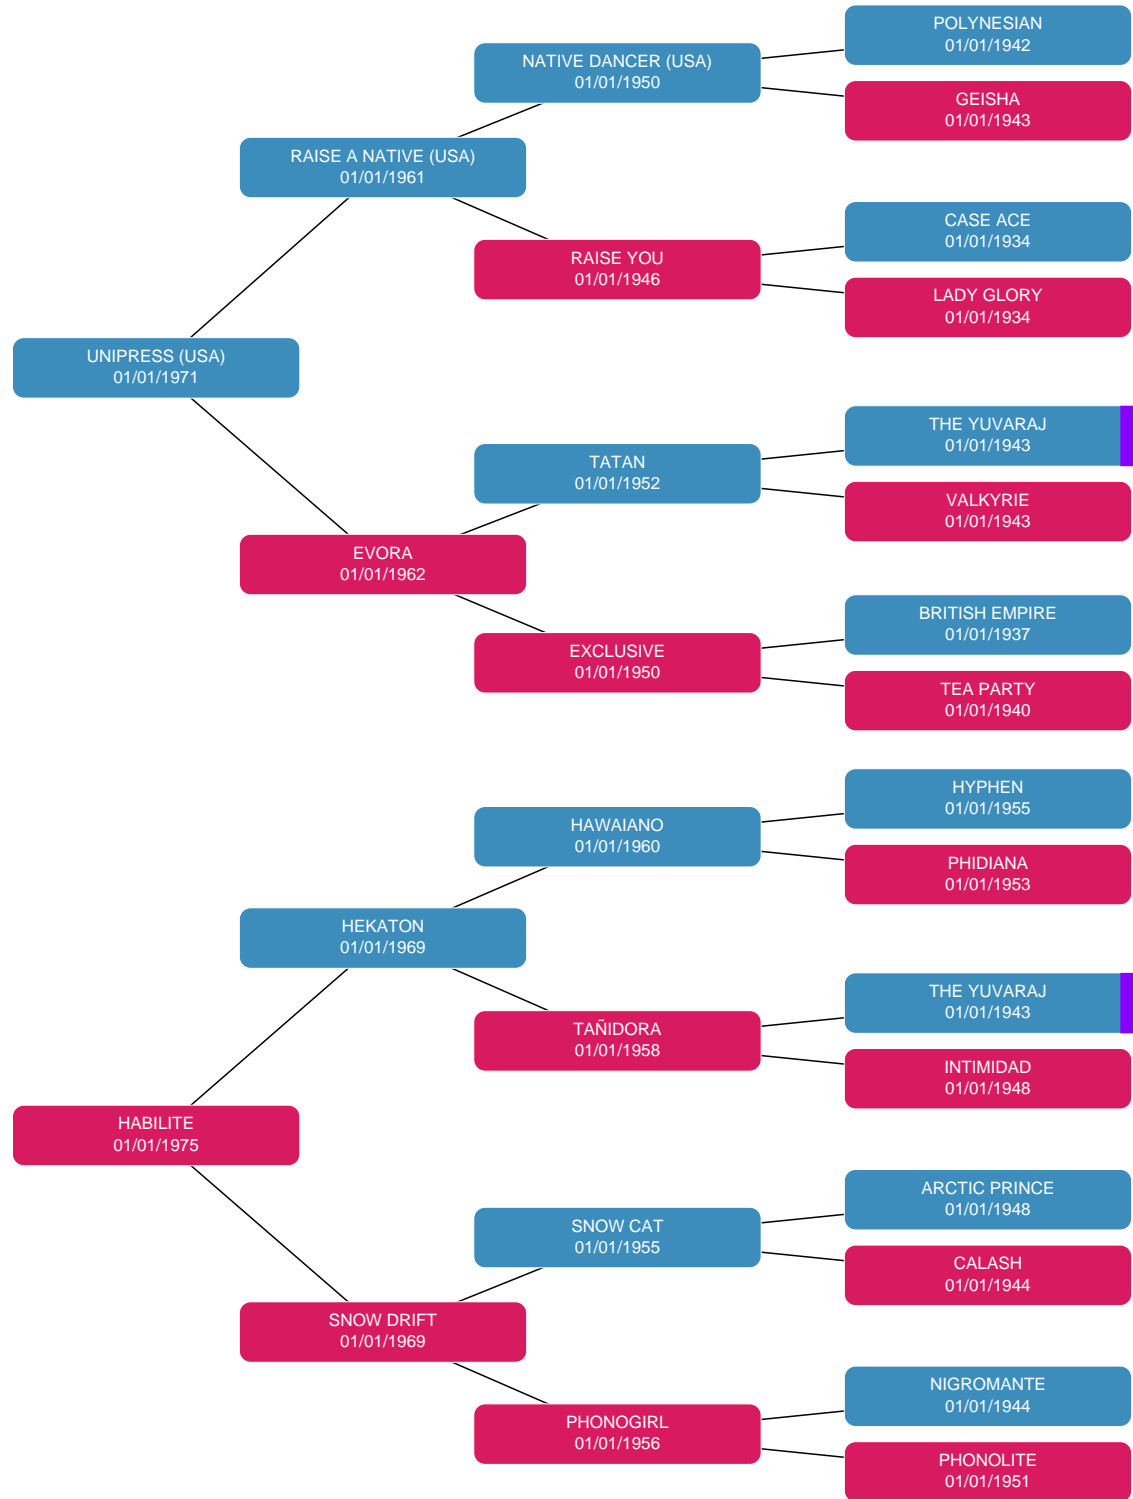 POLYNESIAN
01/01/1942
NATIVE DANCER (USA)
01/01/1950
GEISHA
01/01/1943
RAISE A NATIVE (USA)
01/01/1961
CASE ACE
01/01/1934
RAISE YOU
01/01/1946
LADY GLORY
01/01/1934
UNIPRESS (USA)
01/01/1971
THE YUVARAJ
01/01/1943
TATAN
01/01/1952
VALKYRIE
01/01/1943
EVORA
01/01/1962
BRITISH EMPIRE
01/01/1937
EXCLUSIVE
01/01/1950
TEA PARTY
01/01/1940
HYPHEN
01/01/1955
HAWAIANO
01/01/1960
PHIDIANA
01/01/1953
HEKATON
01/01/1969
THE YUVARAJ
01/01/1943
TAÑIDORA
01/01/1958
INTIMIDAD
01/01/1948
HABILITE
01/01/1975
ARCTIC PRINCE
01/01/1948
SNOW CAT
01/01/1955
CALASH
01/01/1944
SNOW DRIFT
01/01/1969
NIGROMANTE
01/01/1944
PHONOGIRL
01/01/1956
PHONOLITE
01/01/1951